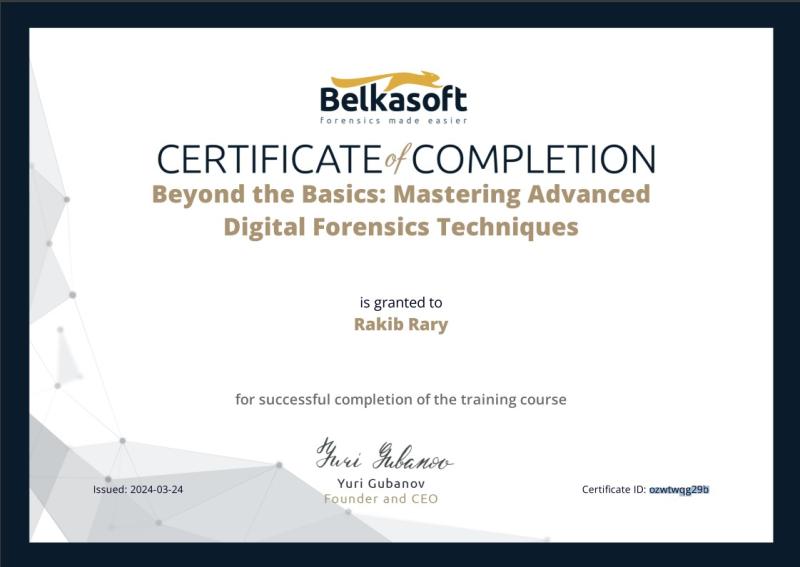 Belkasoft
forensics made easier
CERTIFICATE of COMPLETION
Beyond the Basics: Mastering Advanced
Digital Forensics Techniques
is granted to
Rakib Rary
for successful completion of the training course
Yuri Gubanov
Yuri Gubanov
Founder and CEO
Issued: 2024-03-24
Certificate ID: ozwtwqg29b